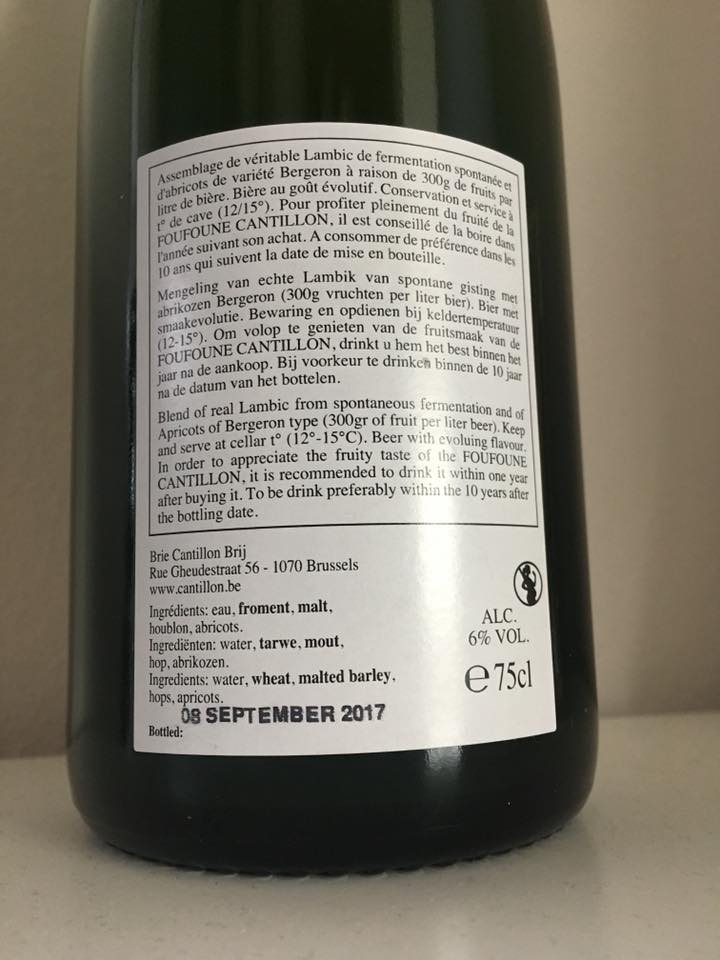 Assemblage de véritable Lambic de fermentation spontanée et
d'abricots de variété Bergeron à raison de 300g de fruits par
litre de bière. Bière au goût évolutif. Conservation et service à
t° de cave (12/15°). Pour profiter pleinement du fruité de la
FOUFOUNE CANTILLON, il est conseillé de la boire dans
l'année suivant son achat. A consommer de préférence dans les
10 ans qui suivent la date de mise en bouteille.
Mengeling van echte Lambik van spontane gisting met
abrikozen Bergeron (300g vruchten per liter bier). Bier met
smaakevolutie. Bewaring en opdienen bij keldertemperatuur
(12-15°). Om volop te genieten van de fruitsmaak van de
FOUFOUNE CANTILLON, drinkt u hem het best binnen het
jaar na de aankoop. Bij voorkeur te drinken binnen de 10 jaar
na de datum van het bottelen.
Blend of real Lambic from spontaneous fermentation and of
Apricots of Bergeron type (300gr of fruit per liter beer). Keep
and serve at cellar t° (12°-15°C). Beer with evoluing flavour.
In order to appreciate the fruity taste of the FOUFOUNE
CANTILLON, it is recommended to drink it within one year
after buying it. To be drink preferably within the 10 years after
the bottling date.
Brie Cantillon Brij
Rue Gheudestraat 56 - 1070 Brussels
www.cantillon.be
Ingrédients: eau, froment, malt,
houblon, abricots.
Ingrediënten: water, tarwe, mout,
hop, abrikozen.
Ingredients: water, wheat, malted barley,
hops, apricots.
08 SEPTEMBER 2017
Bottled:
ALC.
6% VOL.
℮ 75cl